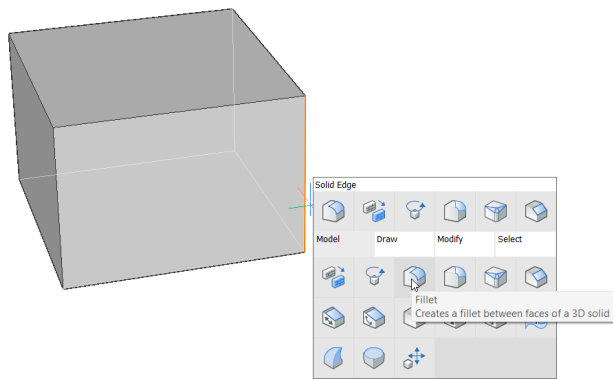 Solid Edge
Model Draw Modify Select
Fillet
Creates a fillet between faces of a 3D solid